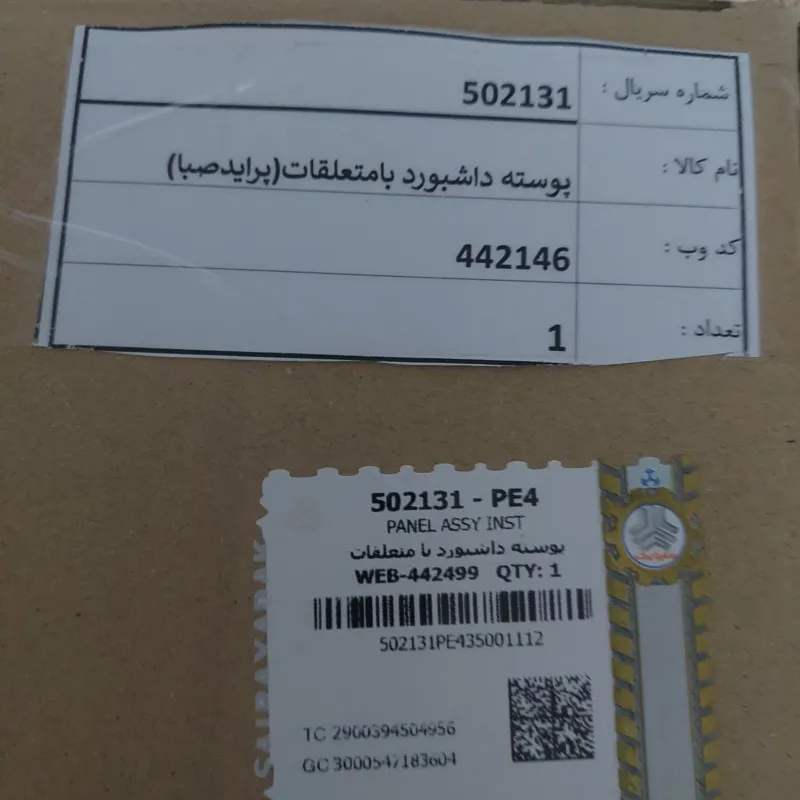 شماره سریال : 502131
نام کالا : پوسته داشبورد بامتعلقات(پرایدصبا)
کد وب : 442146
تعداد : 1
502131 - PE4
PANEL ASSY INST
پوسته داشبورد با متعلقات
WEB-442499 QTY: 1
502131PE435001112
TC 2900394504956
GC 3000547183604
SAIPAYADAK